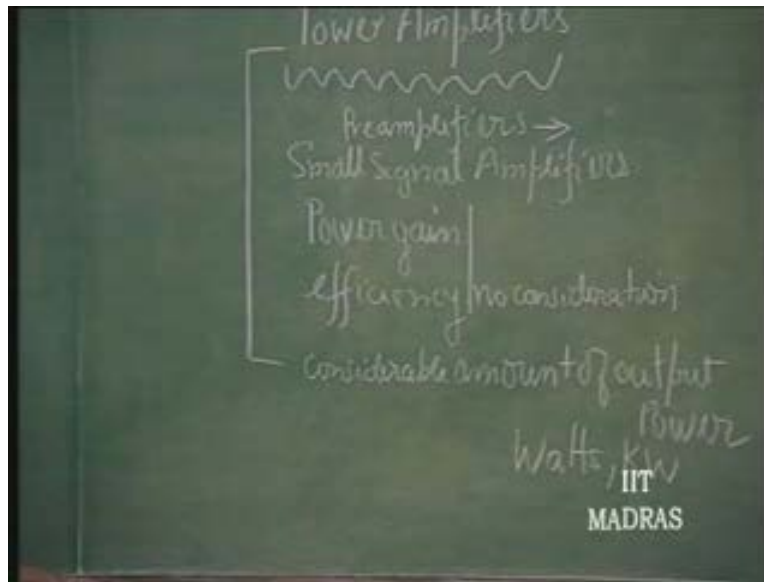 Power Amplifiers
Preamplifiers →
Small Signal Amplifiers
Power gain
efficiency no consideration
considerable amount of output
Power
Watts, KW
IIT
MADRAS